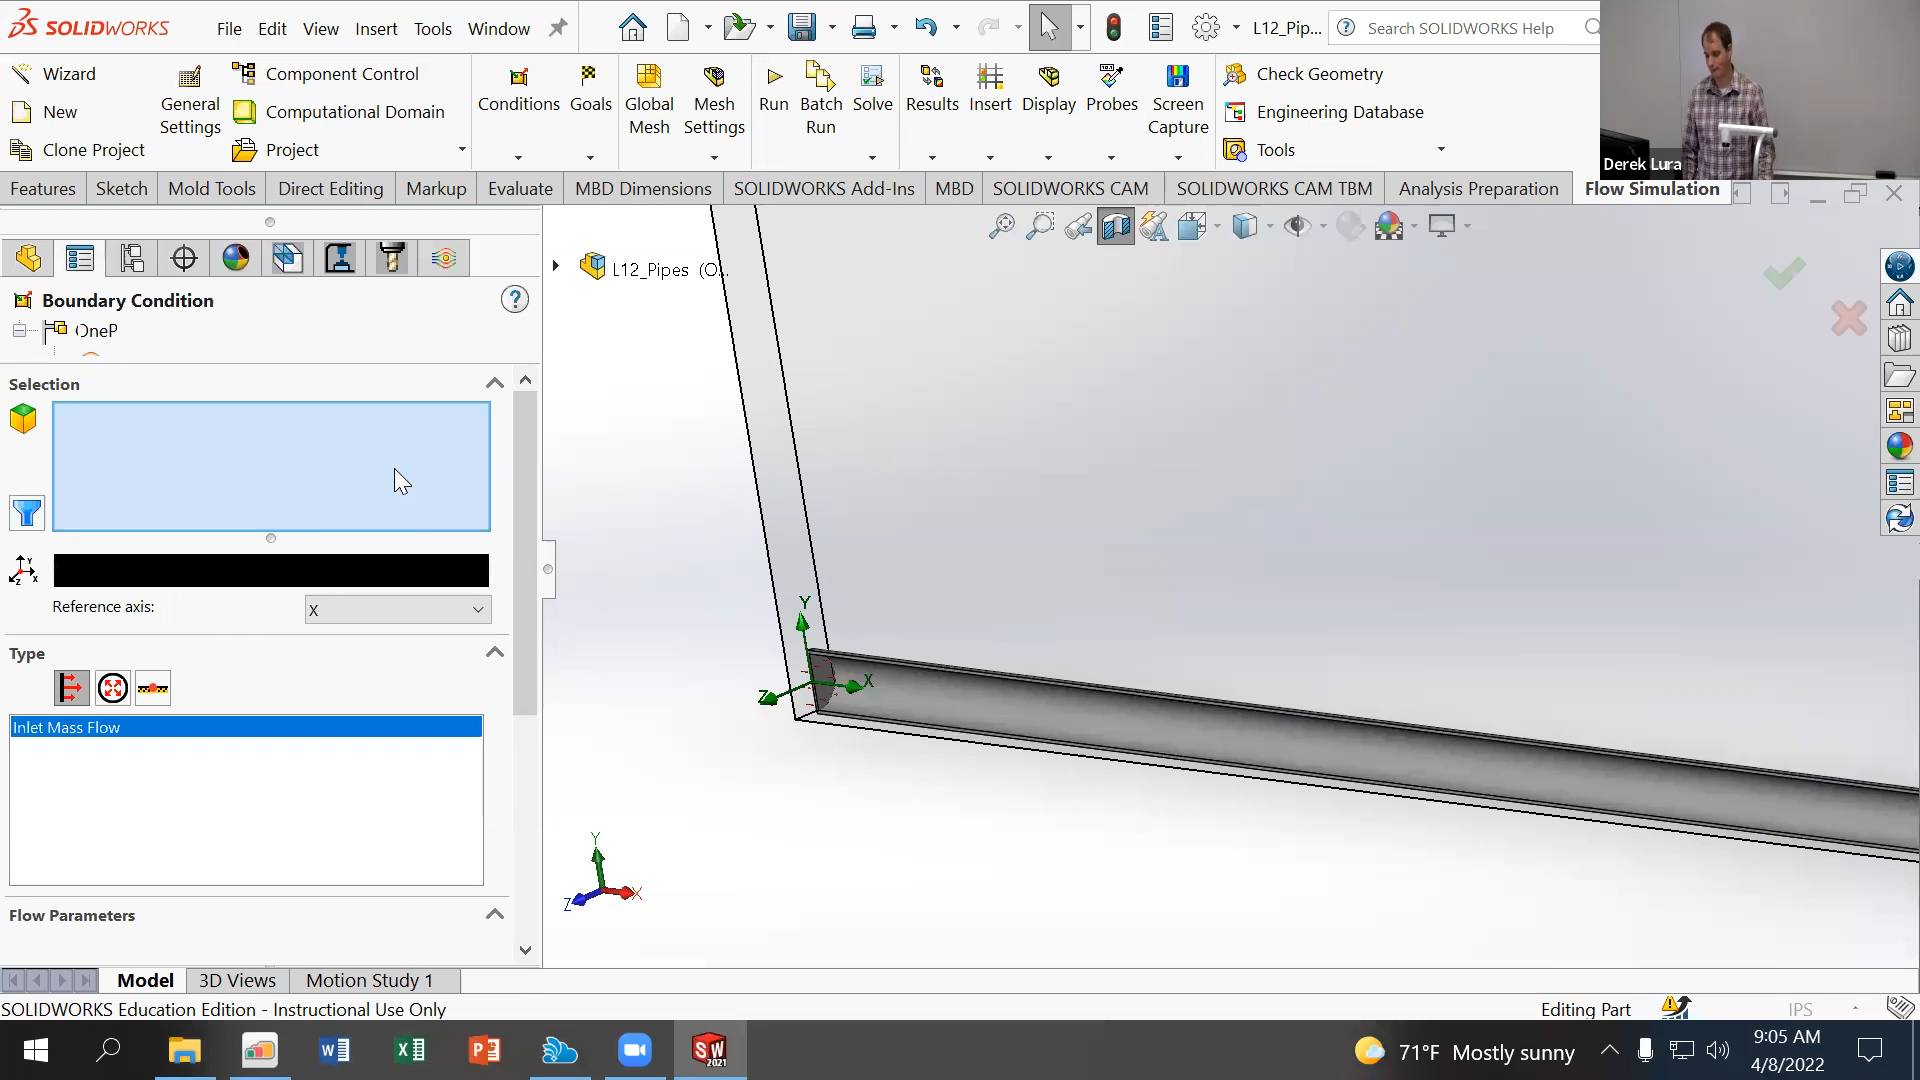 SOLIDWORKS
File Edit View Insert Tools Window
L12_Pip... Search SOLIDWORKS Help
Wizard
New
Clone Project
General Settings
Component Control
Computational Domain
Project
Conditions
Goals
Global Mesh
Mesh Settings
Run
Batch Run
Solve
Results
Insert
Display
Probes
Screen Capture
Check Geometry
Engineering Database
Tools
Derek Lura
Features Sketch Mold Tools Direct Editing Markup Evaluate MBD Dimensions SOLIDWORKS Add-Ins MBD SOLIDWORKS CAM SOLIDWORKS CAM TBM Analysis Preparation Flow Simulation
L12_Pipes (O...
Boundary Condition
OneP
Selection
Reference axis: X
Type
Inlet Mass Flow
Flow Parameters
Y
X
Z
Y
X
Z
Model 3D Views Motion Study 1
SOLIDWORKS Education Edition - Instructional Use Only
Editing Part
IPS
71°F Mostly sunny
9:05 AM
4/8/2022